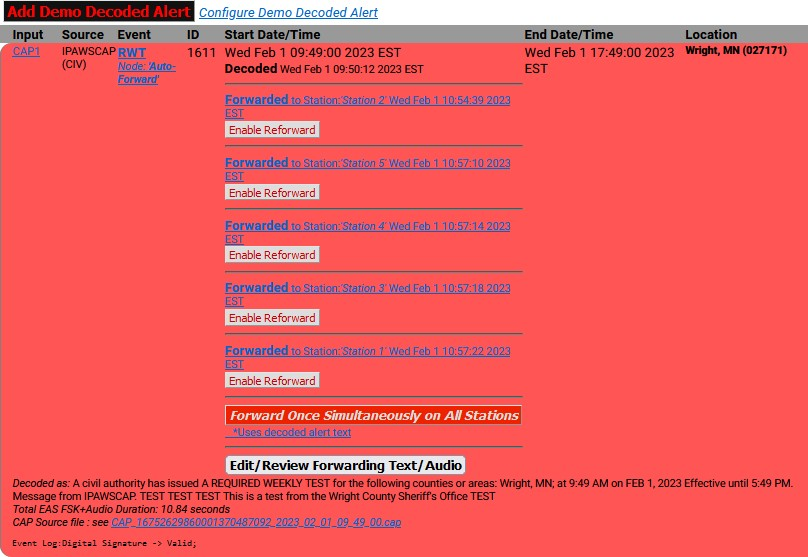 Add Demo Decoded Alert Configure Demo Decoded Alert
Input Source Event ID Start Date/Time End Date/Time Location
CAP1 IPAWSCAP RWT 1611 Wed Feb 1 09:49:00 2023 EST Wed Feb 1 17:49:00 2023 Wright, MN (027171)
(CIV) Node: 'Auto- Decoded Wed Feb 1 09:50:12 2023 EST EST
Forward'
Forwarded to Station:'Station 2' Wed Feb 1 10:54:39 2023
EST
Enable Reforward
Forwarded to Station:'Station 5' Wed Feb 1 10:57:10 2023
EST
Enable Reforward
Forwarded to Station:'Station 4' Wed Feb 1 10:57:14 2023
EST
Enable Reforward
Forwarded to Station:'Station 3' Wed Feb 1 10:57:18 2023
EST
Enable Reforward
Forwarded to Station:'Station 1' Wed Feb 1 10:57:22 2023
EST
Enable Reforward
Forward Once Simultaneously on All Stations
*Uses decoded alert text
Edit/Review Forwarding Text/Audio
Decoded as: A civil authority has issued A REQUIRED WEEKLY TEST for the following counties or areas: Wright, MN; at 9:49 AM on FEB 1, 2023 Effective until 5:49 PM.
Message from IPAWSCAP. TEST TEST TEST This is a test from the Wright County Sheriff's Office TEST
Total EAS FSK+Audio Duration: 10.84 seconds
CAP Source file : see CAP_16752629860001370487092_2023_02_01_09_49_00.cap
Event Log:Digital Signature -> Valid;